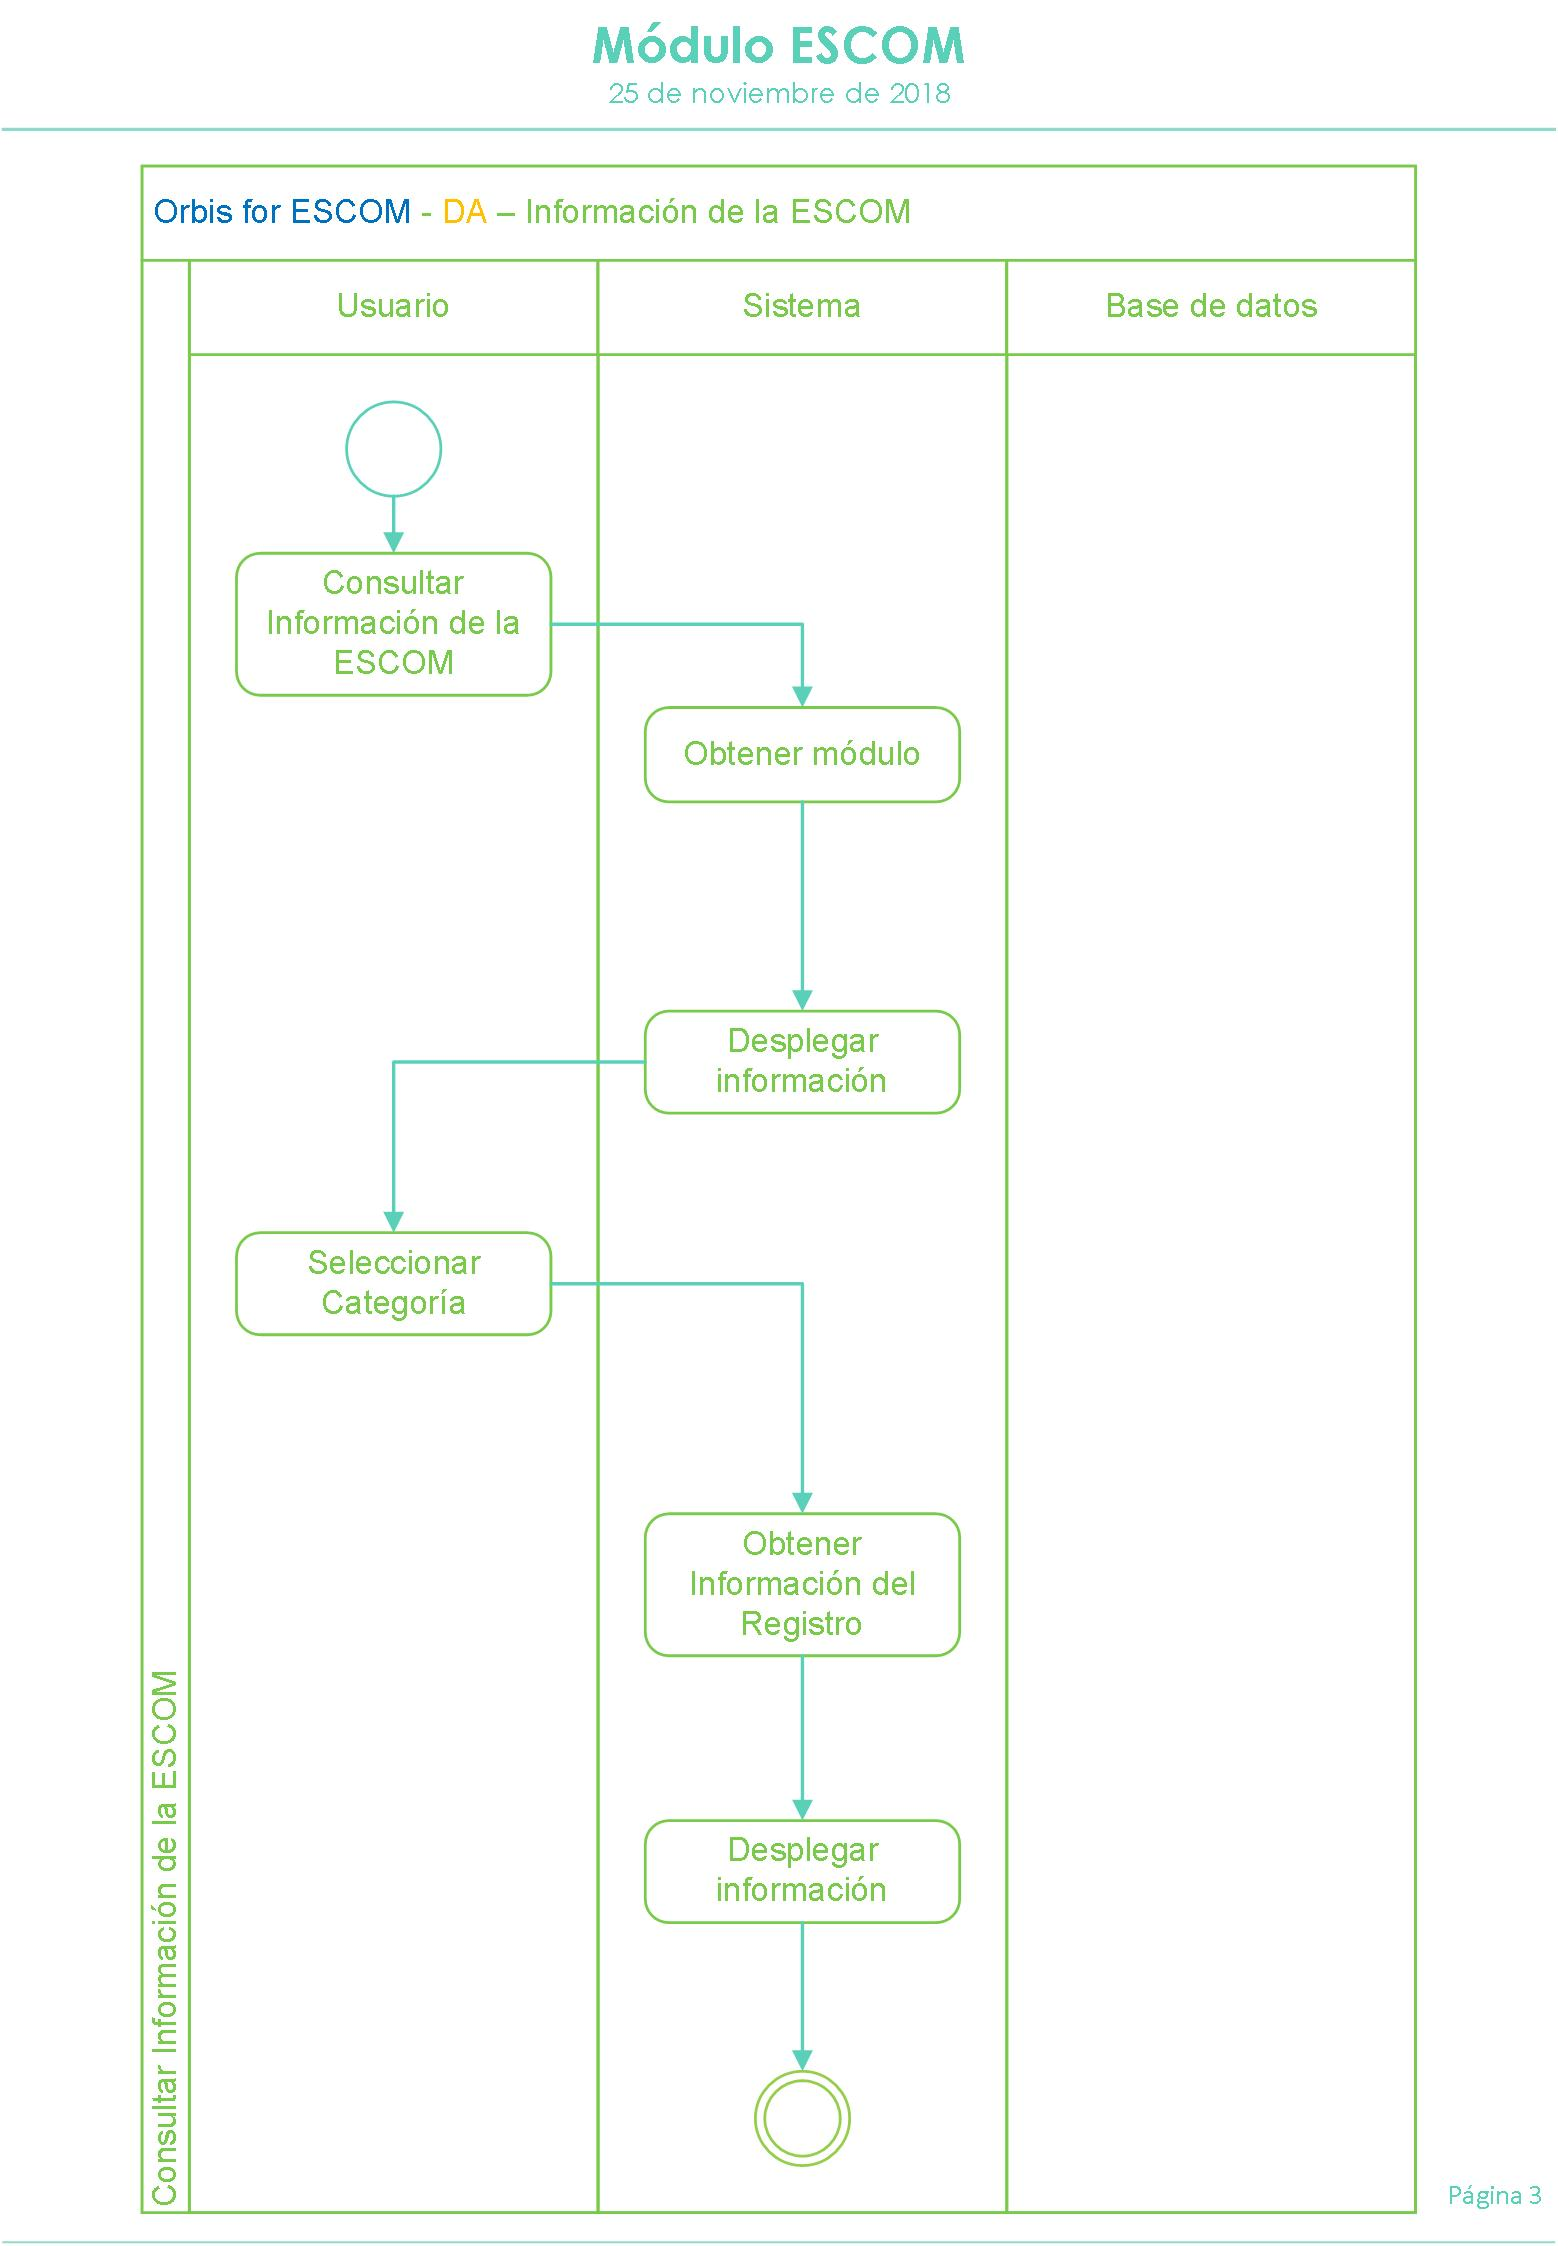 Módulo ESCOM
25 de noviembre de 2018
Orbis for ESCOM - DA – Información de la ESCOM
Usuario
Sistema
Base de datos
Consultar
Información de la
ESCOM
Obtener módulo
Desplegar
información
Seleccionar
Categoría
Obtener
Información del
Registro
Desplegar
información
Consultar Información de la ESCOM
Página 3